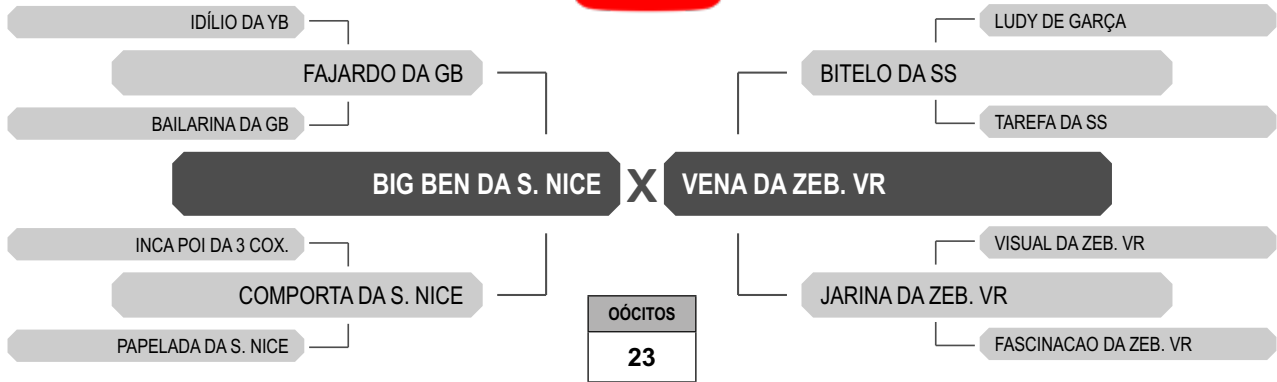 IDÍLIO DA YB
LUDY DE GARÇA
FAJARDO DA GB
BITELO DA SS
BAILARINA DA GB
TAREFA DA SS
BIG BEN DA S. NICE X VENA DA ZEB. VR
INCA POI DA 3 COX.
VISUAL DA ZEB. VR
COMPORTA DA S. NICE
JARINA DA ZEB. VR
OÓCITOS
23
PAPELADA DA S. NICE
FASCINACAO DA ZEB. VR